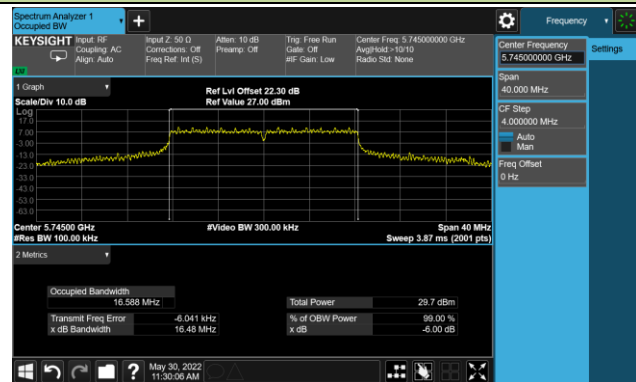 Spectrum Analyzer 1
Occupied BW
Frequency
KEYSIGHT
Input: RF
Coupling: AC
Align: Auto
Input Z: 50 Ω
Corrections: Off
Freq Ref: Int (S)
Atten: 10 dB
Preamp: Off
Trig: Free Run
Gate: Off
#IF Gain: Low
Center Freq: 5.745000000 GHz
Avg|Hold:>10/10
Radio Std: None
Center Frequency
5.745000000 GHz
Settings
Span
40.000 MHz
CF Step
4.000000 MHz
Auto
Man
Freq Offset
0 Hz
1 Graph
Scale/Div 10.0 dB
Ref Lvl Offset 22.30 dB
Ref Value 27.00 dBm
Log
17.0
7.00
-3.00
-13.0
-23.0
-33.0
-43.0
-53.0
-63.0
Center 5.74500 GHz
#Res BW 100.00 kHz
#Video BW 300.00 kHz
Span 40 MHz
Sweep 3.87 ms (2001 pts)
2 Metrics
Occupied Bandwidth
16.588 MHz
Total Power 29.7 dBm
Transmit Freq Error -6.041 kHz
% of OBW Power 99.00 %
x dB Bandwidth 16.48 MHz
x dB -6.00 dB
May 30, 2022
11:30:06 AM